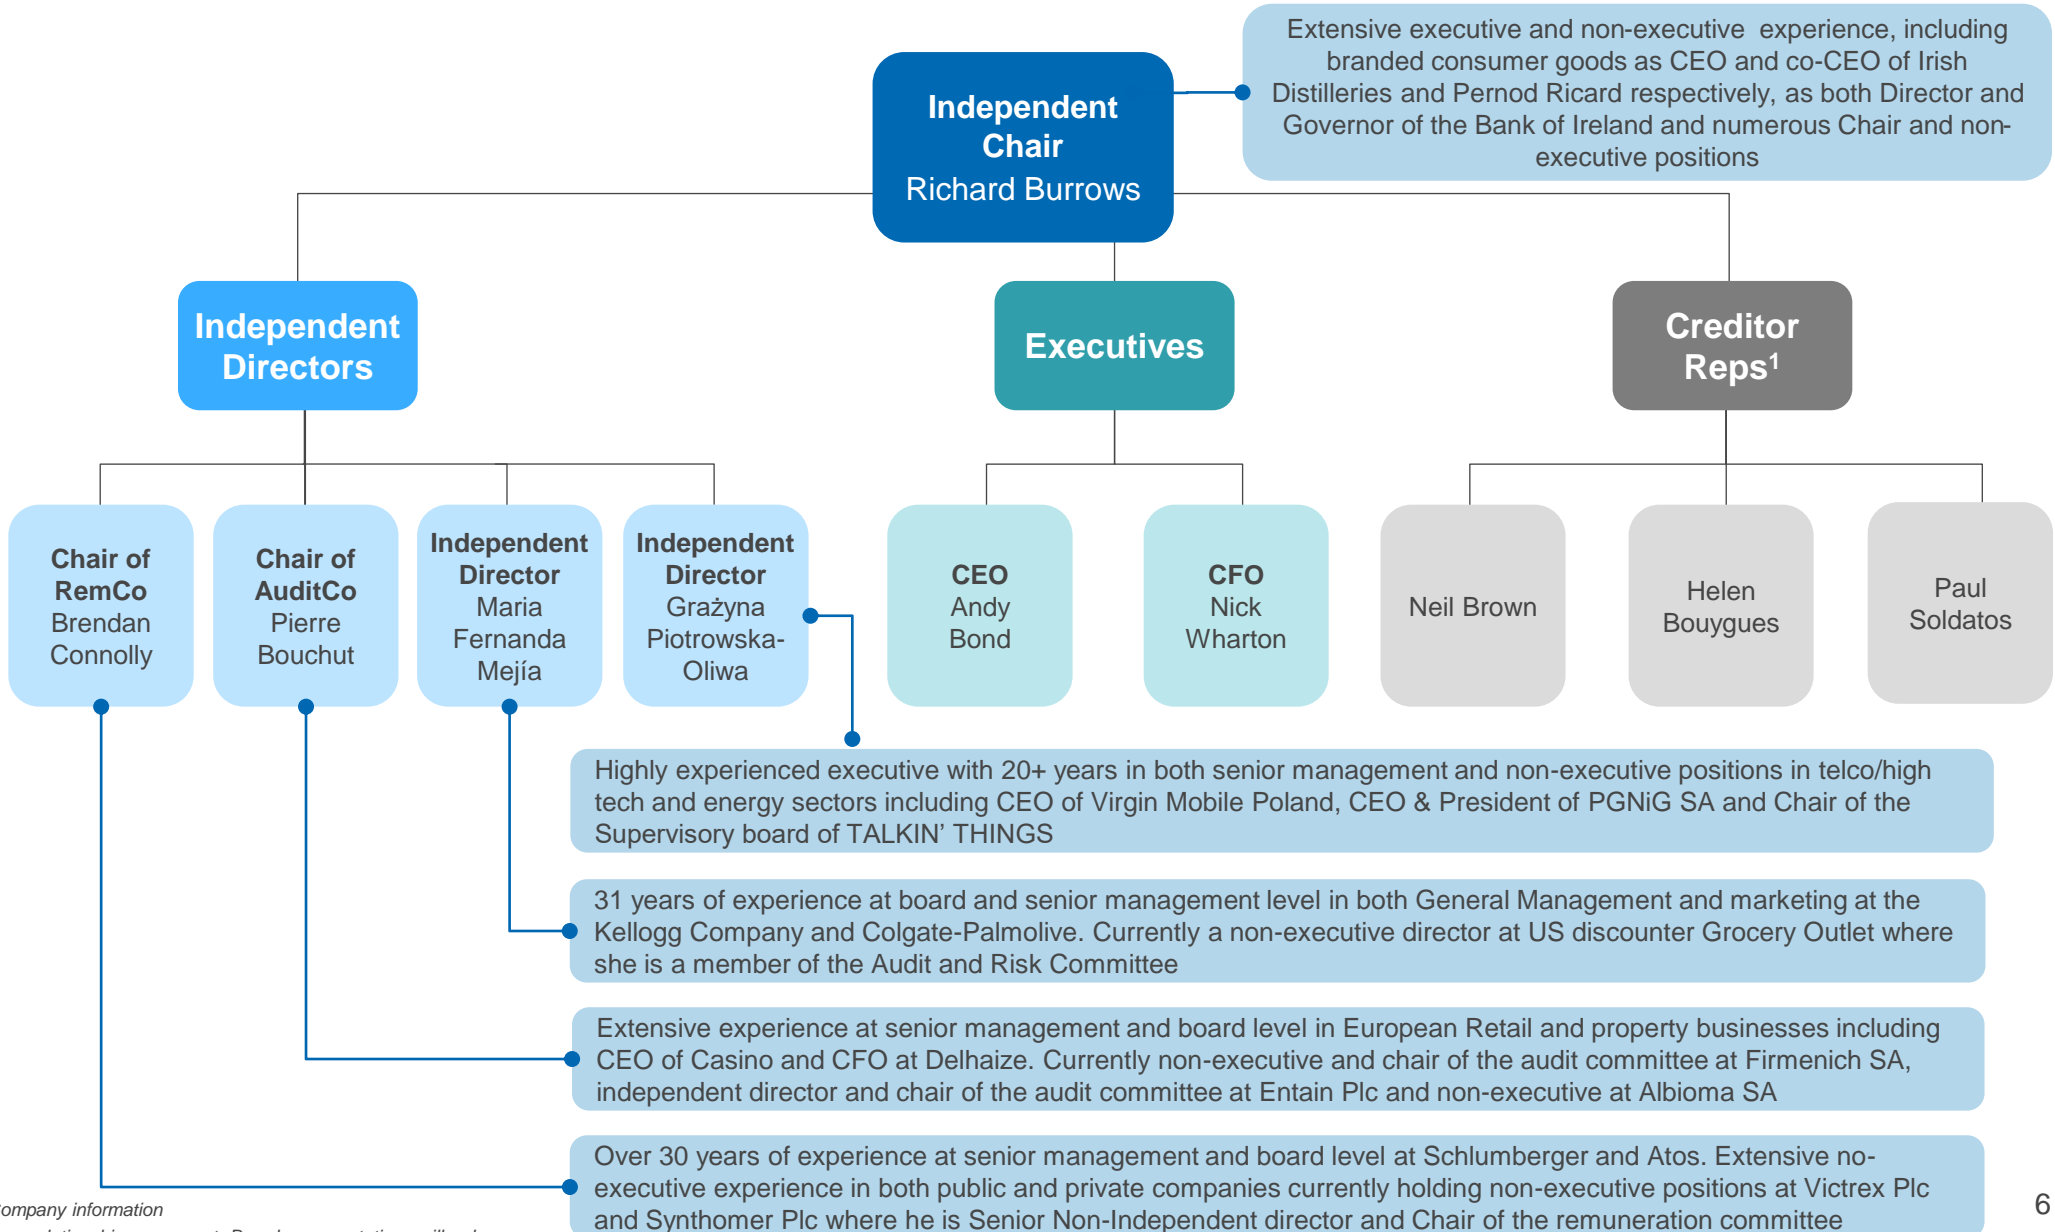 Extensive executive and non-executive experience, including
branded consumer goods as CEO and co-CEO of Irish
Distilleries and Pernod Ricard respectively, as both Director and
Governor of the Bank of Ireland and numerous Chair and non-
executive positions
Independent
Chair
Richard Burrows
Independent
Directors
Executives
Creditor
Reps¹
Chair of
RemCo
Brendan
Connolly
Chair of
AuditCo
Pierre
Bouchut
Independent
Director
Maria
Fernanda
Mejía
Independent
Director
Grażyna
Piotrowska-
Oliwa
CEO
Andy
Bond
CFO
Nick
Wharton
Neil Brown
Helen
Bouygues
Paul
Soldatos
Highly experienced executive with 20+ years in both senior management and non-executive positions in telco/high
tech and energy sectors including CEO of Virgin Mobile Poland, CEO & President of PGNiG SA and Chair of the
Supervisory board of TALKIN’ THINGS
31 years of experience at board and senior management level in both General Management and marketing at the
Kellogg Company and Colgate-Palmolive. Currently a non-executive director at US discounter Grocery Outlet where
she is a member of the Audit and Risk Committee
Extensive experience at senior management and board level in European Retail and property businesses including
CEO of Casino and CFO at Delhaize. Currently non-executive and chair of the audit committee at Firmenich SA,
independent director and chair of the audit committee at Entain Plc and non-executive at Albioma SA
Over 30 years of experience at senior management and board level at Schlumberger and Atos. Extensive no-
executive experience in both public and private companies currently holding non-executive positions at Victrex Plc
and Synthomer Plc where he is Senior Non-Independent director and Chair of the remuneration committee
ompany information
6